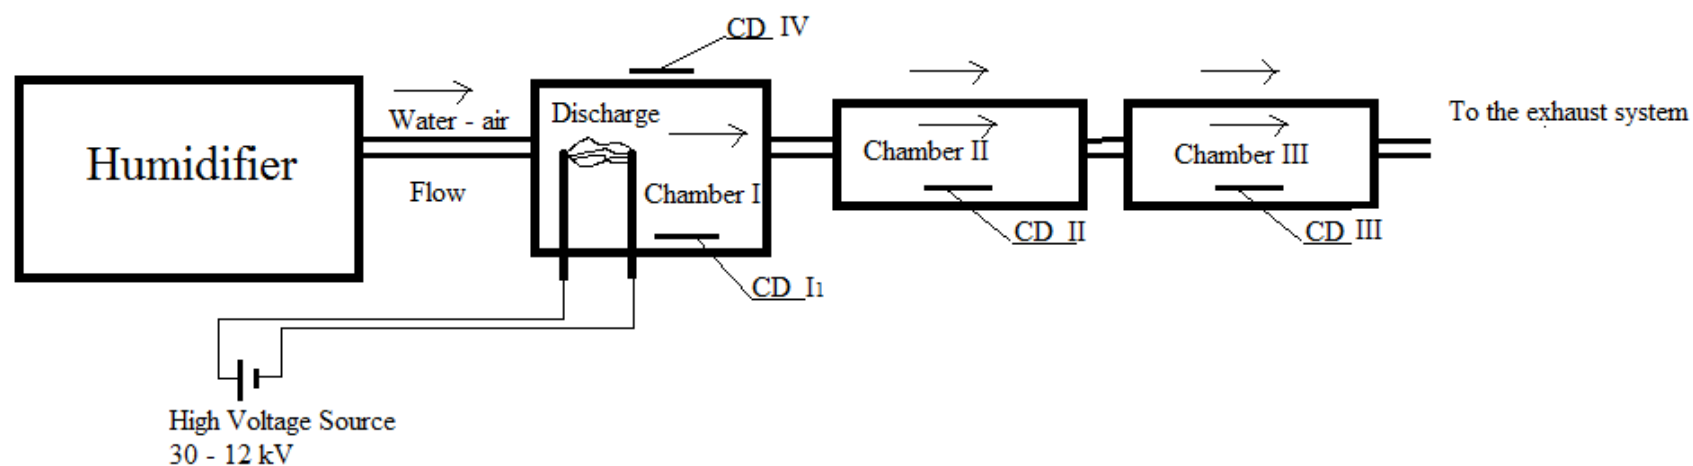 CD IV
Water - air
Discharge
To the exhaust system
Humidifier
Chamber II
Chamber III
Flow
Chamber I
CD II
CD III
CD I1
High Voltage Source
30 - 12 kV